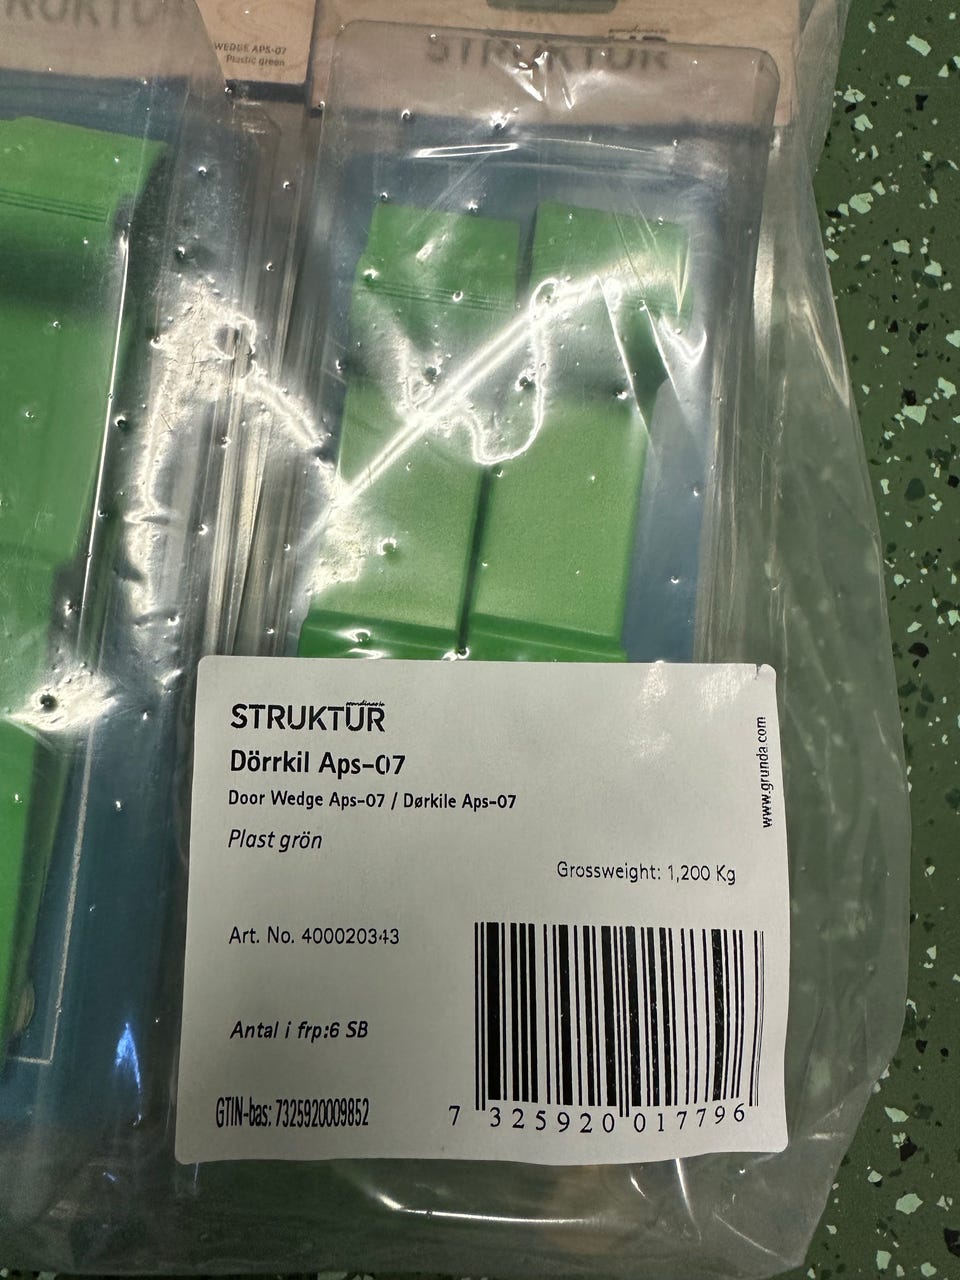 STRUKTUR
WEDGE APS-07
Plastic green
STRUKTUR
STRUKTUR
Dörrkil Aps-07
Door Wedge Aps-07 / Dørkile Aps-07
Plast grön
Grossweight: 1,200 Kg
www.grunda.com
Art. No. 400020343
Antal i frp:6 SB
GTIN-bas: 7325920009852
7 325920 017796